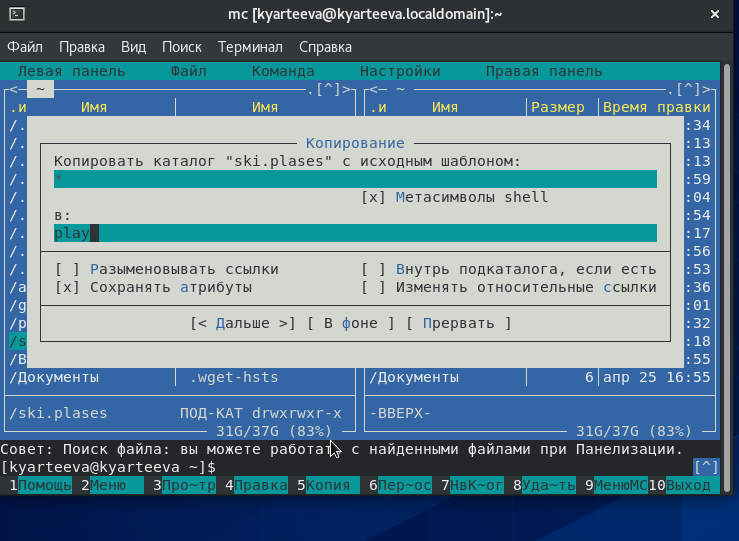 mc [kyarteeva@kyarteeva.localdomain]:~
Файл Правка Вид Поиск Терминал Справка
Левая панель Файл Команда Настройки Правая панель
<— ~ .[^]> <— ~ .[^]>
.и Имя Имя .и Имя Размер Время правки
/. :34
/. Копирование :13
/. Копировать каталог "ski.plases" с исходным шаблоном: :13
/. * :59
/. [x] Метасимволы shell :04
/. в: :54
/. play :17
/. :56
/. [ ] Разыменовывать ссылки [ ] Внутрь подкаталога, если есть :53
/a [x] Сохранять атрибуты [ ] Изменять относительные ссылки :36
/g :01
/p [< Дальше >] [ В фоне ] [ Прервать ] :32
/s :18
/В :55
/Документы .wget-hsts /Документы 6 апр 25 16:55
/ski.plases ПОД-КАТ drwxrwxr-x -ВВЕРХ-
31G/37G (83%) 31G/37G (83%)
Совет: Поиск файла: вы можете работать с найденными файлами при Панелизации.
[kyarteeva@kyarteeva ~]$ [^]
1Помощь 2Меню 3Про~тр 4Правка 5Копия 6Пер~ос 7НвК~ог 8Уда~ть 9МенюМС10Выход